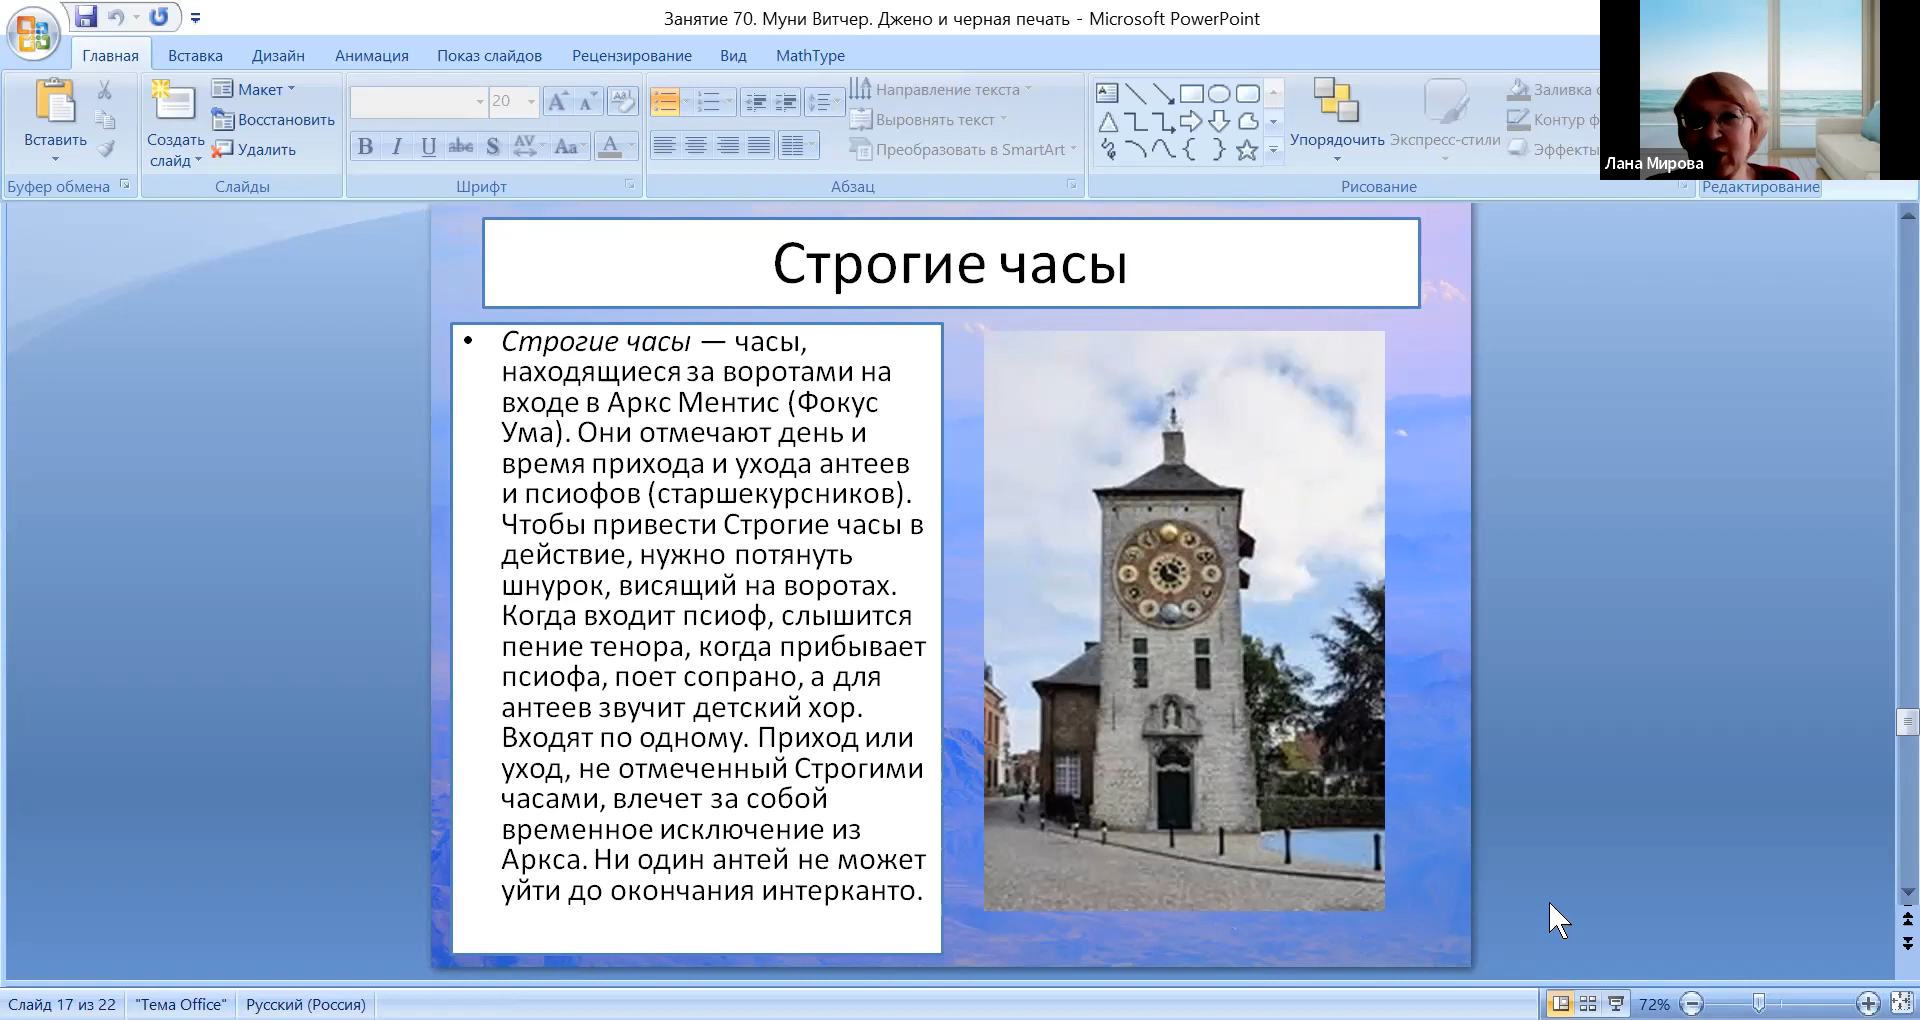 Занятие 70. Муни Витчер. Джено и черная печать - Microsoft PowerPoint
Главная
Вставка
Дизайн
Анимация
Показ слайдов
Рецензирование
Вид
MathType
Вставить
Буфер обмена
Создать
слайд
Макет
Восстановить
Удалить
Слайды
20
Шрифт
Направление текста
Выровнять текст
Преобразовать в SmartArt
Абзац
Упорядочить
Экспресс-стили
Заливка
Контур ф
Эффекты
Рисование
Редактирование
Лана Мирова
Строгие часы
• Строгие часы — часы,
находящиеся за воротами на
входе в Аркс Ментис (Фокус
Ума). Они отмечают день и
время прихода и ухода антеев
и псиофов (старшекурсников).
Чтобы привести Строгие часы в
действие, нужно потянуть
шнурок, висящий на воротах.
Когда входит псиоф, слышится
пение тенора, когда прибывает
псиофа, поет сопрано, а для
антеев звучит детский хор.
Входят по одному. Приход или
уход, не отмеченный Строгими
часами, влечет за собой
временное исключение из
Аркса. Ни один антей не может
уйти до окончания интерканто.
Слайд 17 из 22
"Тема Office"
Русский (Россия)
72%